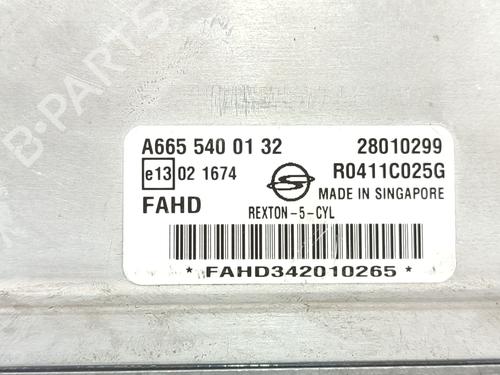 B-PARTS
A665 540 01 32 28010299
e13 02 1674 R0411C025G
MADE IN SINGAPORE
FAHD REXTON-5-CYL
* FAHD342010265 *